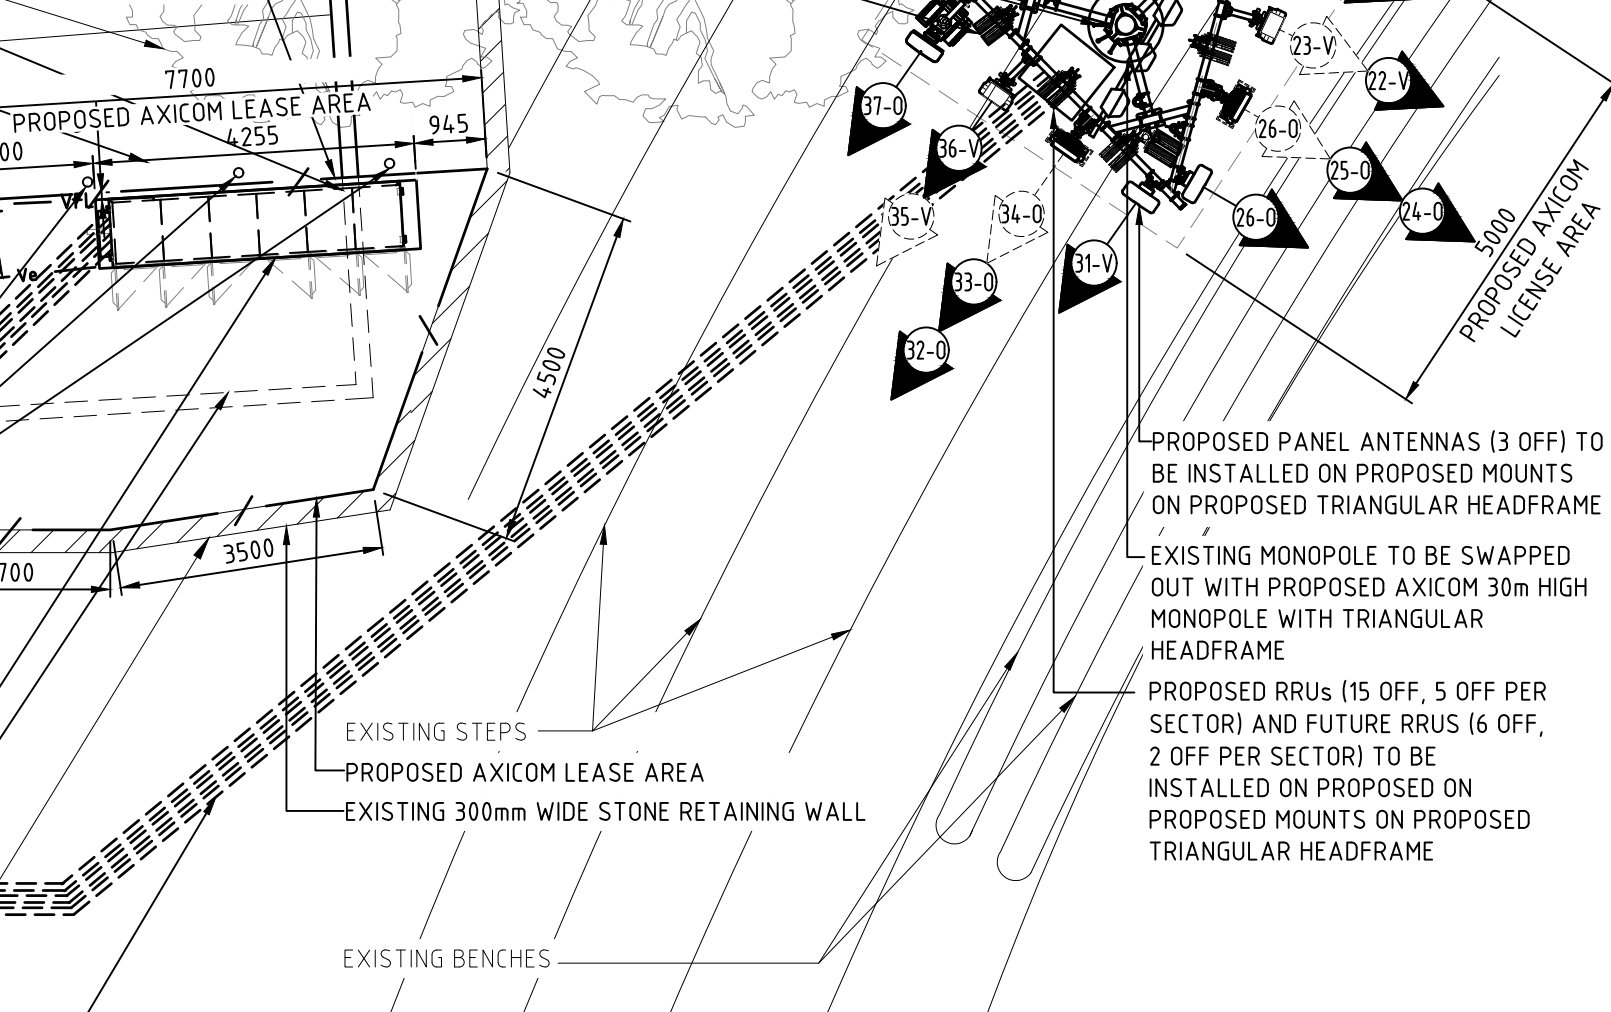 7700
PROPOSED AXICOM LEASE AREA
4255
945
00
Ve
4500
3500
700
37-O
36-V
35-V
34-O
33-O
32-O
31-V
23-V
22-V
26-O
25-O
24-O
26-O
5000
PROPOSED AXICOM
LICENSE AREA
PROPOSED PANEL ANTENNAS (3 OFF) TO
BE INSTALLED ON PROPOSED MOUNTS
ON PROPOSED TRIANGULAR HEADFRAME
EXISTING MONOPOLE TO BE SWAPPED
OUT WITH PROPOSED AXICOM 30m HIGH
MONOPOLE WITH TRIANGULAR
HEADFRAME
PROPOSED RRUs (15 OFF, 5 OFF PER
SECTOR) AND FUTURE RRUS (6 OFF,
2 OFF PER SECTOR) TO BE
INSTALLED ON PROPOSED ON
PROPOSED MOUNTS ON PROPOSED
TRIANGULAR HEADFRAME
EXISTING STEPS
PROPOSED AXICOM LEASE AREA
EXISTING 300mm WIDE STONE RETAINING WALL
EXISTING BENCHES